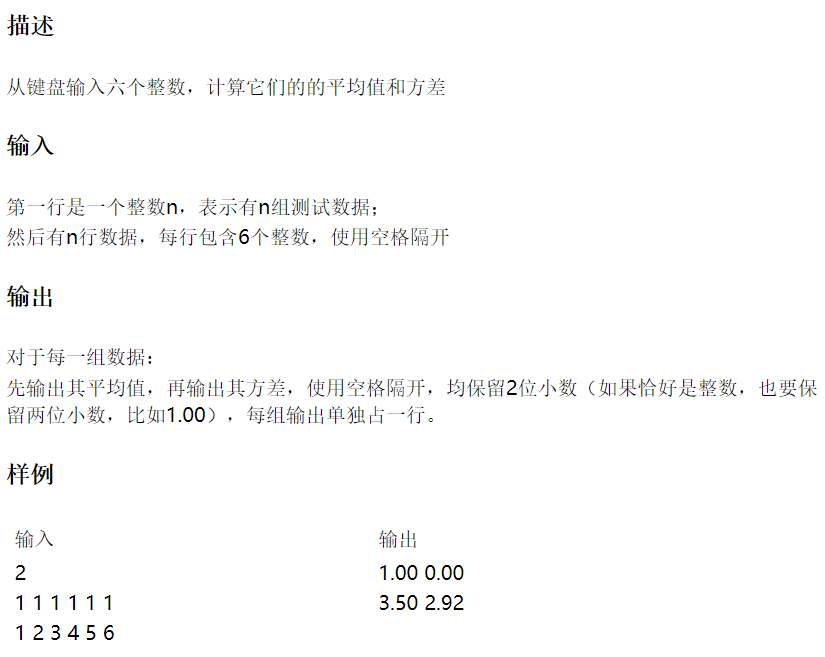 描述
从键盘输入六个整数，计算它们的的平均值和方差
输入
第一行是一个整数n，表示有n组测试数据；
然后有n行数据，每行包含6个整数，使用空格隔开
输出
对于每一组数据：
先输出其平均值，再输出其方差，使用空格隔开，均保留2位小数（如果恰好是整数，也要保
留两位小数，比如1.00），每组输出单独占一行。
样例
输入 输出
2 1.00 0.00
1 1 1 1 1 1 3.50 2.92
1 2 3 4 5 6